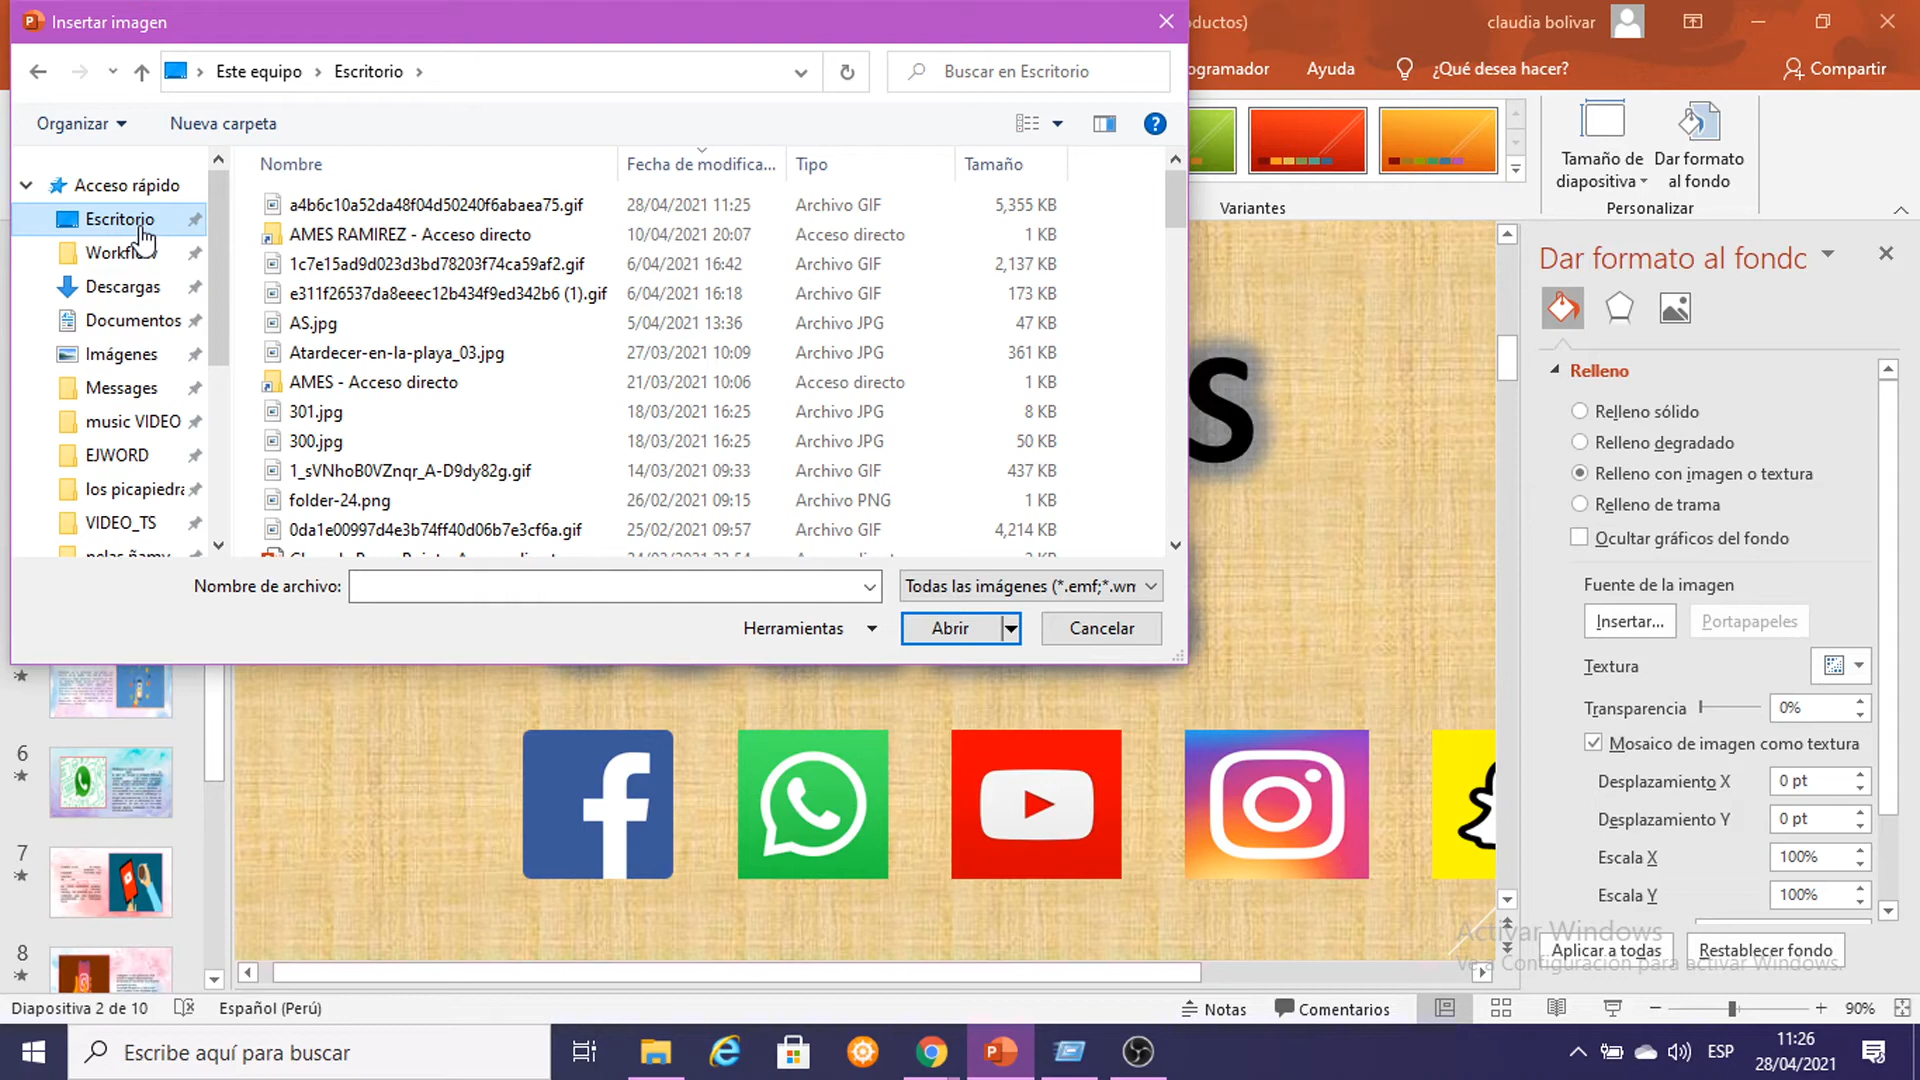 Insertar imagen
oductos)
claudia bolivar
Este equipo
Escritorio
Buscar en Escritorio
ogramador
Ayuda
¿Qué desea hacer?
Compartir
Organizar
Nueva carpeta
Tamaño de diapositiva
Dar formato al fondo
Variantes
Personalizar
Nombre
Fecha de modifica...
Tipo
Tamaño
Acceso rápido
Escritorio
Workfl
Descargas
Documentos
Imágenes
Messages
music VIDEO
EJWORD
los picapiedra
VIDEO_TS
a4b6c10a52da48f04d50240f6abaea75.gif 28/04/2021 11:25 Archivo GIF 5,355 KB
AMES RAMIREZ - Acceso directo 10/04/2021 20:07 Acceso directo 1 KB
1c7e15ad9d023d3bd78203f74ca59af2.gif 6/04/2021 16:42 Archivo GIF 2,137 KB
e311f26537da8eeec12b434f9ed342b6 (1).gif 6/04/2021 16:18 Archivo GIF 173 KB
AS.jpg 5/04/2021 13:36 Archivo JPG 47 KB
Atardecer-en-la-playa_03.jpg 27/03/2021 10:09 Archivo JPG 361 KB
AMES - Acceso directo 21/03/2021 10:06 Acceso directo 1 KB
301.jpg 18/03/2021 16:25 Archivo JPG 8 KB
300.jpg 18/03/2021 16:25 Archivo JPG 50 KB
1_sVNhoB0VZnqr_A-D9dy82g.gif 14/03/2021 09:33 Archivo GIF 437 KB
folder-24.png 26/02/2021 09:15 Archivo PNG 1 KB
0da1e00997d4e3b74ff40d06b7e3cf6a.gif 25/02/2021 09:57 Archivo GIF 4,214 KB
Nombre de archivo:
Todas las imágenes (*.emf;*.wn
Herramientas
Abrir
Cancelar
S
Dar formato al fondo
Relleno
Relleno sólido
Relleno degradado
Relleno con imagen o textura
Relleno de trama
Ocultar gráficos del fondo
Fuente de la imagen
Insertar...
Portapapeles
Textura
Transparencia 0%
Mosaico de imagen como textura
Desplazamiento X 0 pt
Desplazamiento Y 0 pt
Escala X 100%
Escala Y 100%
Aplicar a todas
Restablecer fondo
Activar Windows
Ve a Configuración para activar Windows.
6
7
8
Diapositiva 2 de 10
Español (Perú)
Notas
Comentarios
90%
Escribe aquí para buscar
ESP
11:26
28/04/2021